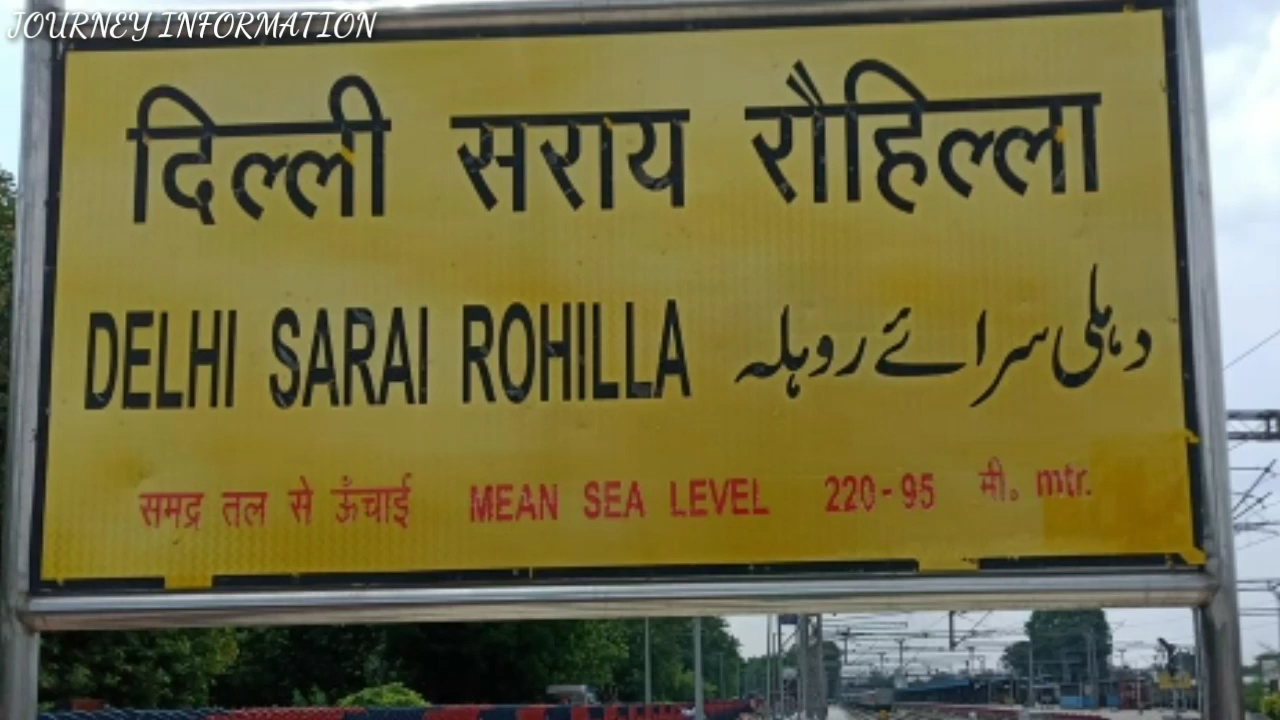 JOURNEY INFORMATION
दिल्ली सराय रौहिल्ला
DELHI SARAI ROHILLA دہلی سرائے روہلہ
समद्र तल से ऊँचाई MEAN SEA LEVEL 220-95 मी॰ mtr.